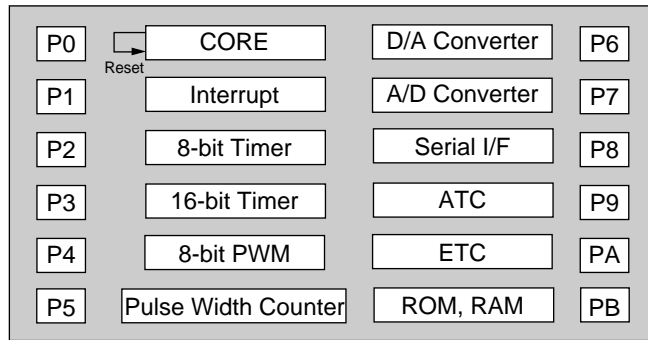 P0 CORE D/A Converter P6
Reset
P1 Interrupt A/D Converter P7
P2 8-bit Timer Serial I/F P8
P3 16-bit Timer ATC P9
P4 8-bit PWM ETC PA
P5 Pulse Width Counter ROM, RAM PB